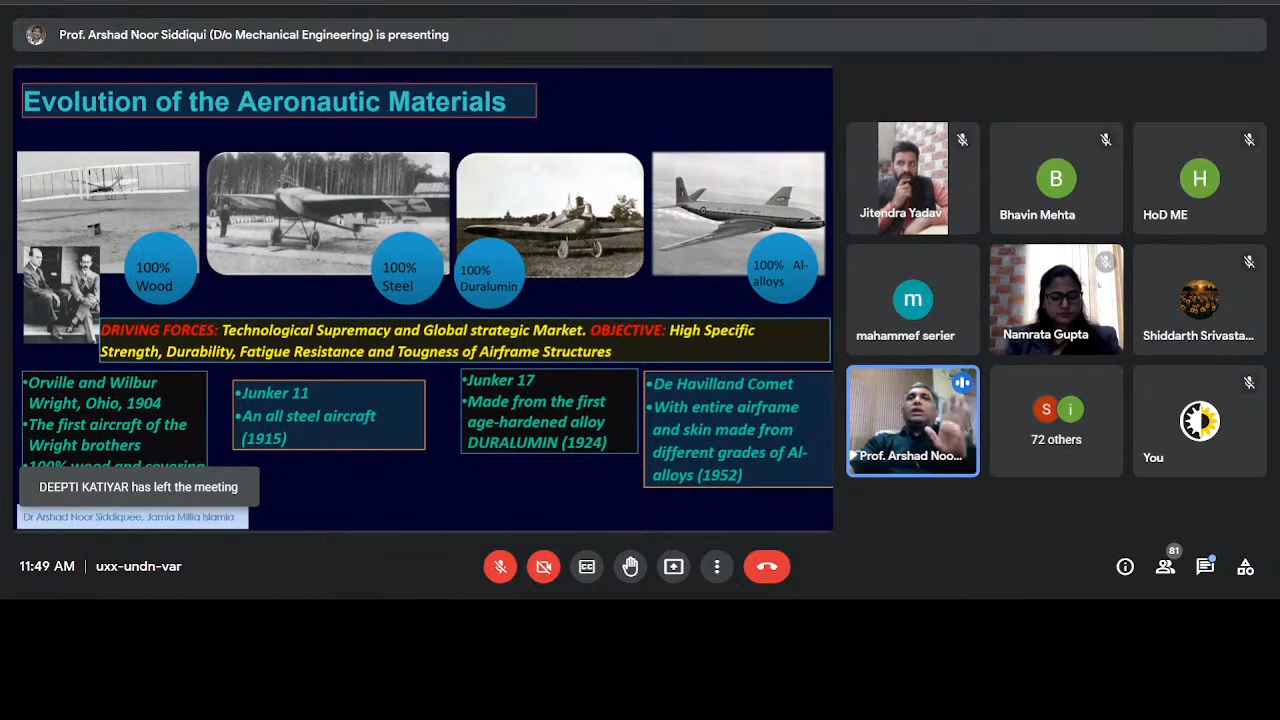 Prof. Arshad Noor Siddiqui (D/o Mechanical Engineering) is presenting
Evolution of the Aeronautic Materials
100%
Wood
100%
Steel
100%
Duralumin
100% Al-
alloys
DRIVING FORCES: Technological Supremacy and Global strategic Market. OBJECTIVE: High Specific
Strength, Durability, Fatigue Resistance and Tougness of Airframe Structures
•Orville and Wilbur
Wright, Ohio, 1904
•The first aircraft of the
Wright brothers
•100% wood and covering
•Junker 11
•An all steel aircraft
(1915)
•Junker 17
•Made from the first
age-hardened alloy
DURALUMIN (1924)
•De Havilland Comet
•With entire airframe
and skin made from
different grades of Al-
alloys (1952)
DEEPTI KATIYAR has left the meeting
Dr Arshad Noor Siddiquee, Jamia Millia Islamia
Jitendra Yadav
B
Bhavin Mehta
H
HoD ME
m
mahammef serier
Namrata Gupta
Shiddarth Srivasta...
Prof. Arshad Noo...
S i
72 others
You
11:49 AM | uxx-undn-var
CC
81